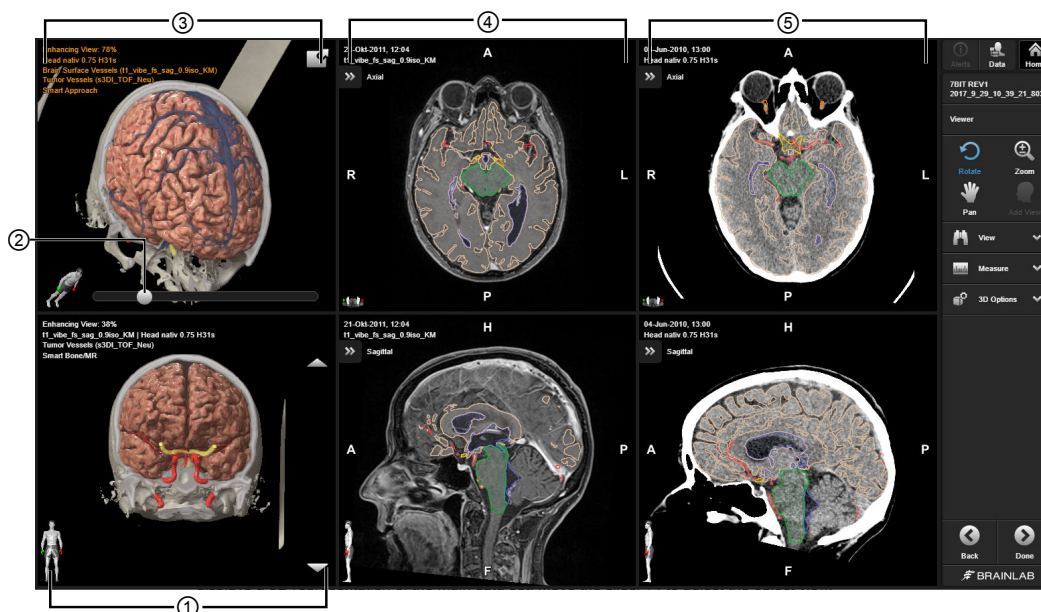 ③
④
⑤
Enhancing View: 78%
Head nativ 0.75 H31s
Brain Surface Vessels (t1_vibe_fs_sag_0.9iso_KM)
Tumor Vessels (s3DI_TOF_Neu)
Smart Approach
-Okt-2011, 12:04
t1_vibe_fs_sag_0.9iso_KM
Axial
A
R
L
P
-Jun-2010, 13:00
Head nativ 0.75 H31s
Axial
A
R
L
P
②
Enhancing View: 38%
t1_vibe_fs_sag_0.9iso_KM | Head nativ 0.75 H31s
Tumor Vessels (s3DI_TOF_Neu)
Smart Bone/MR
21-Okt-2011, 12:04
t1_vibe_fs_sag_0.9iso_KM
Sagittal
H
A
P
F
04-Jun-2010, 13:00
Head nativ 0.75 H31s
Sagittal
H
A
P
F
①
Alerts
Data
Hom
7BIT REV1
2017_9_29_10_39_21_803
Viewer
Rotate
Zoom
Pan
Add View
View
Measure
3D Options
Back
Done
BRAINLAB